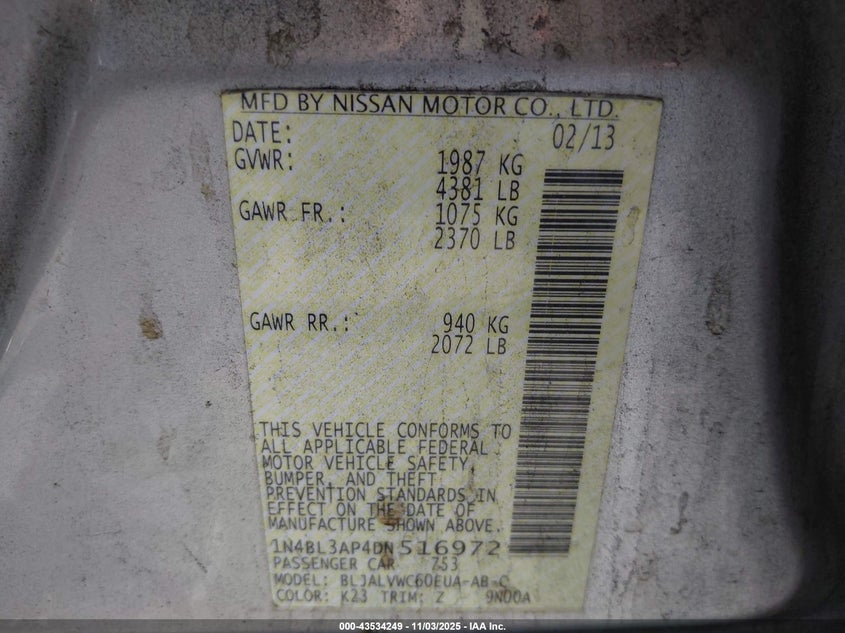 MFD BY NISSAN MOTOR CO., LTD.
DATE: 02/13
GVWR: 1987 KG
4381 LB
GAWR FR.: 1075 KG
2370 LB
GAWR RR.: 940 KG
2072 LB
THIS VEHICLE CONFORMS TO
ALL APPLICABLE FEDERAL
MOTOR VEHICLE SAFETY,
BUMPER, AND THEFT
PREVENTION STANDARDS IN
EFFECT ON THE DATE OF
MANUFACTURE SHOWN ABOVE.
1N4BL3AP4DN516972
PASSENGER CAR 753
MODEL: BLJALVWC60EUA-AB-C
COLOR: K23 TRIM: Z - 9N00A
000-43534249 - 11/03/2025 - IAA Inc.